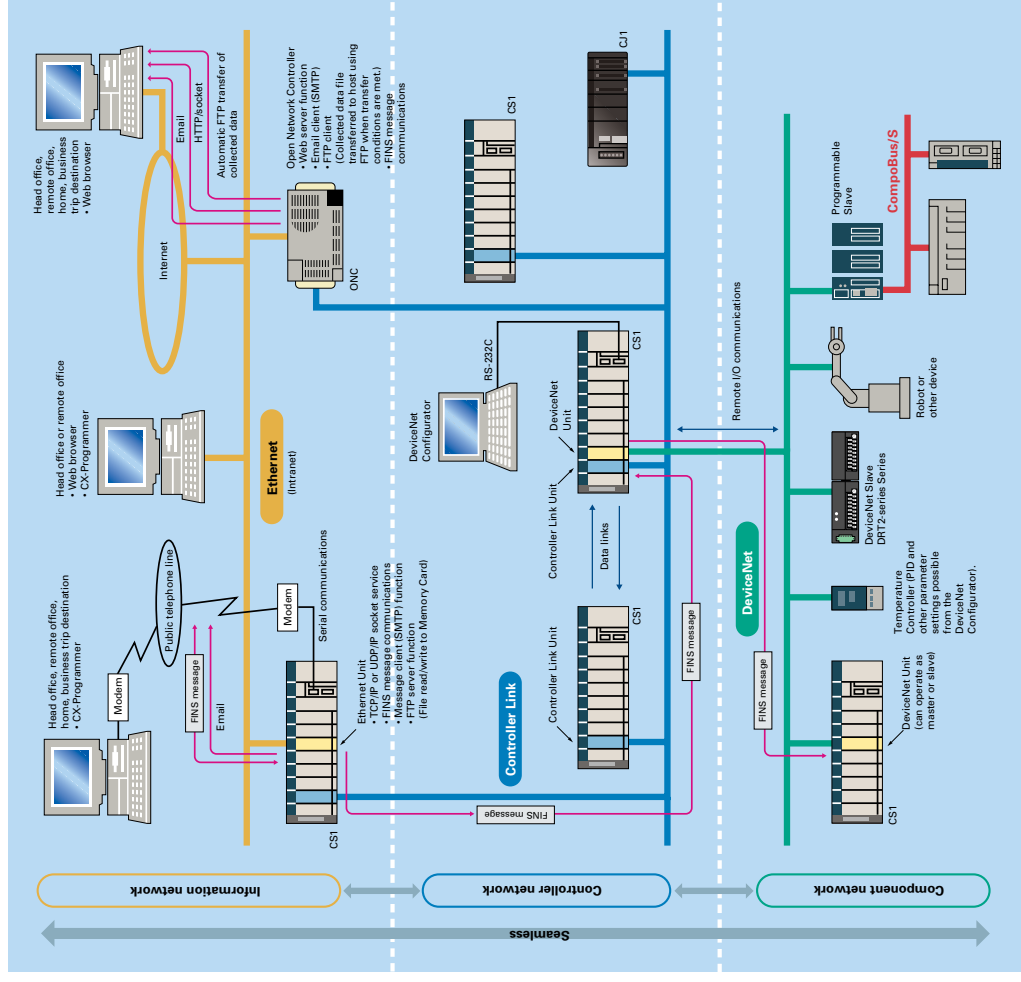 Seamless
Information network
Controller network
Component network
Head office, remote office,
home, business trip destination
• CX-Programmer
Modem
Public telephone line
FINS message
Email
Modem
Serial communications
Head office or remote office
• Web browser
• CX-Programmer
Head office,
remote office,
home, business
trip destination
• Web browser
Internet
Email
HTTP/socket
Automatic FTP transfer of
collected data
Ethernet
(Intranet)
CS1
Ethernet Unit
• TCP/IP or UDP/IP socket service
• FINS message communications
• Message client (SMTP) function
• FTP server function
(File read/write to Memory Card)
ONC
Open Network Controller
• Web server function
• Email client (SMTP)
• FTP client
(Collected data file
transferred to host using
FTP when transfer
conditions are met.)
• FINS message
communications
Controller Link
FINS message
DeviceNet
Configurator
RS-232C
CS1
CJ1
Controller Link Unit
CS1
Data links
Controller Link Unit
DeviceNet
Unit
CS1
FINS message
Remote I/O communications
DeviceNet
FINS message
CS1
DeviceNet Unit
(can operate as
master or slave)
Temperature
Controller (PID and
other parameter
settings possible
from the
DeviceNet
Configurator).
DeviceNet Slave
DRT2-series Series
Robot or
other device
Programmable
Slave
CompoBus/S